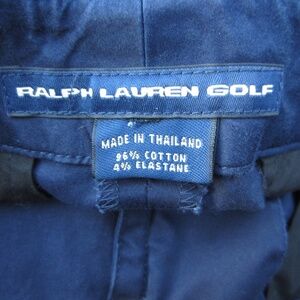 RALPH LAUREN GOLF
MADE IN THAILAND
96% COTTON
4% ELASTANE